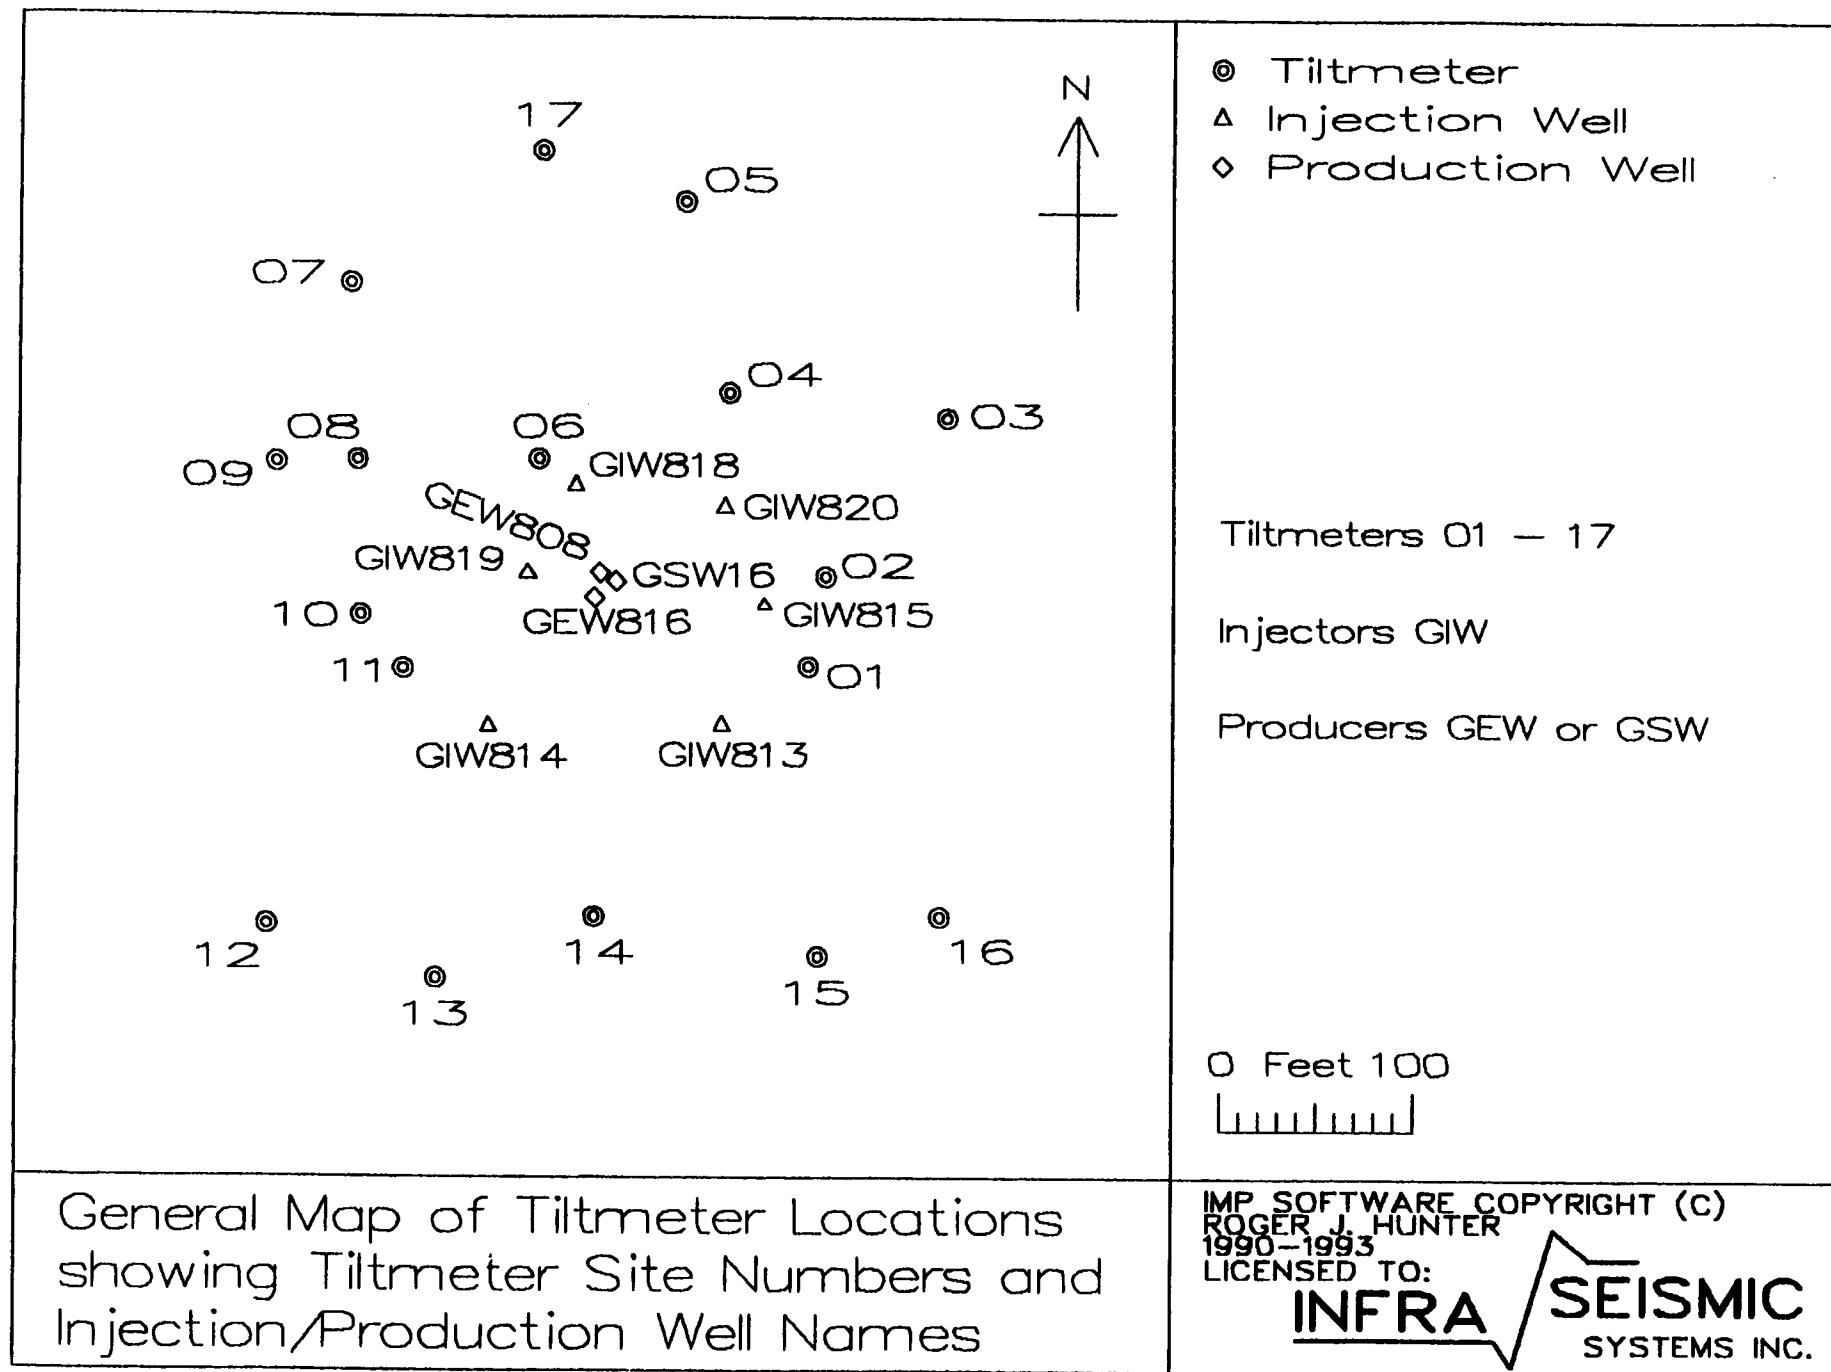 17
N
05
07
04
03
08
06
09
GIW818
GEW808
GIW820
GIW819
GSW16
02
10
GEW816
GIW815
11
01
GIW814
GIW813
12
14
16
13
15
◎ Tiltmeter
△ Injection Well
◇ Production Well
Tiltmeters 01 – 17
Injectors GIW
Producers GEW or GSW
0 Feet 100
General Map of Tiltmeter Locations
showing Tiltmeter Site Numbers and
Injection/Production Well Names
IMP SOFTWARE COPYRIGHT (C)
ROGER J. HUNTER
1990–1993
LICENSED TO:
INFRA SEISMIC
SYSTEMS INC.